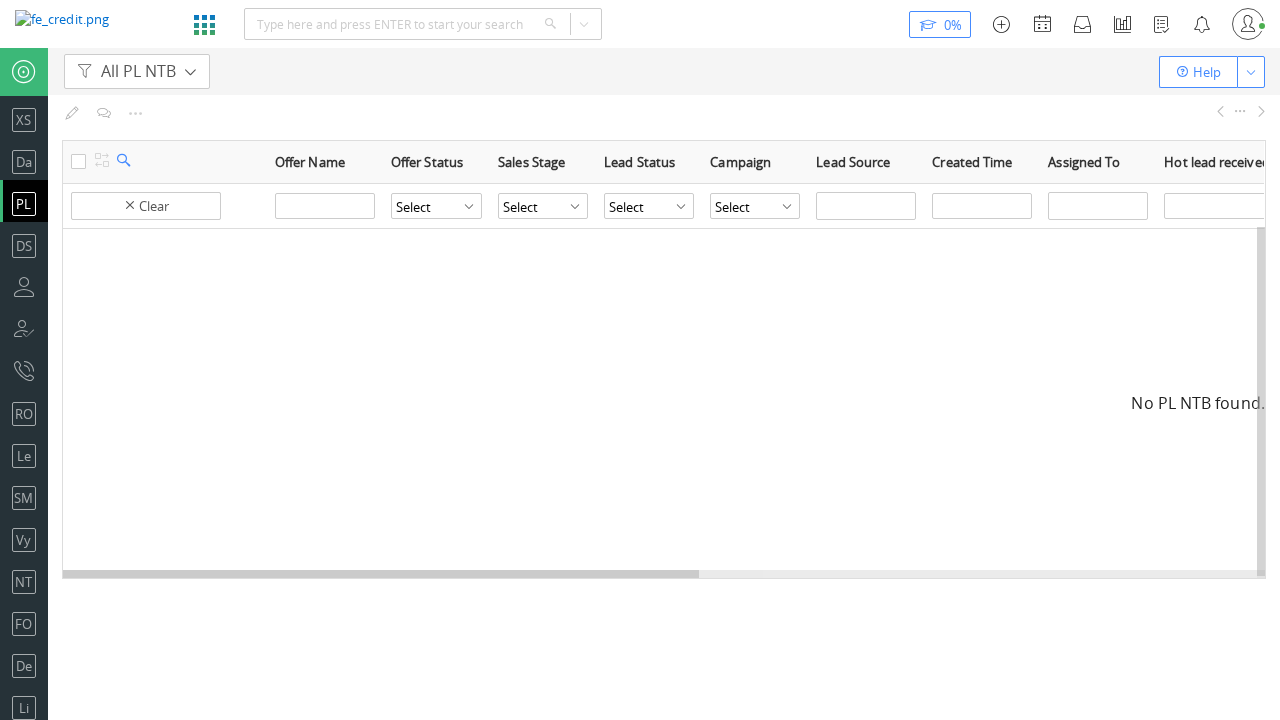 fe_credit.png
Type here and press ENTER to start your search
0%
All PL NTB
Help
XS
Da
PL
DS
RO
Le
SM
Vy
NT
FO
De
Li
Offer Name Offer Status Sales Stage Lead Status Campaign Lead Source Created Time Assigned To Hot lead received
Clear Select Select Select Select
No PL NTB found.